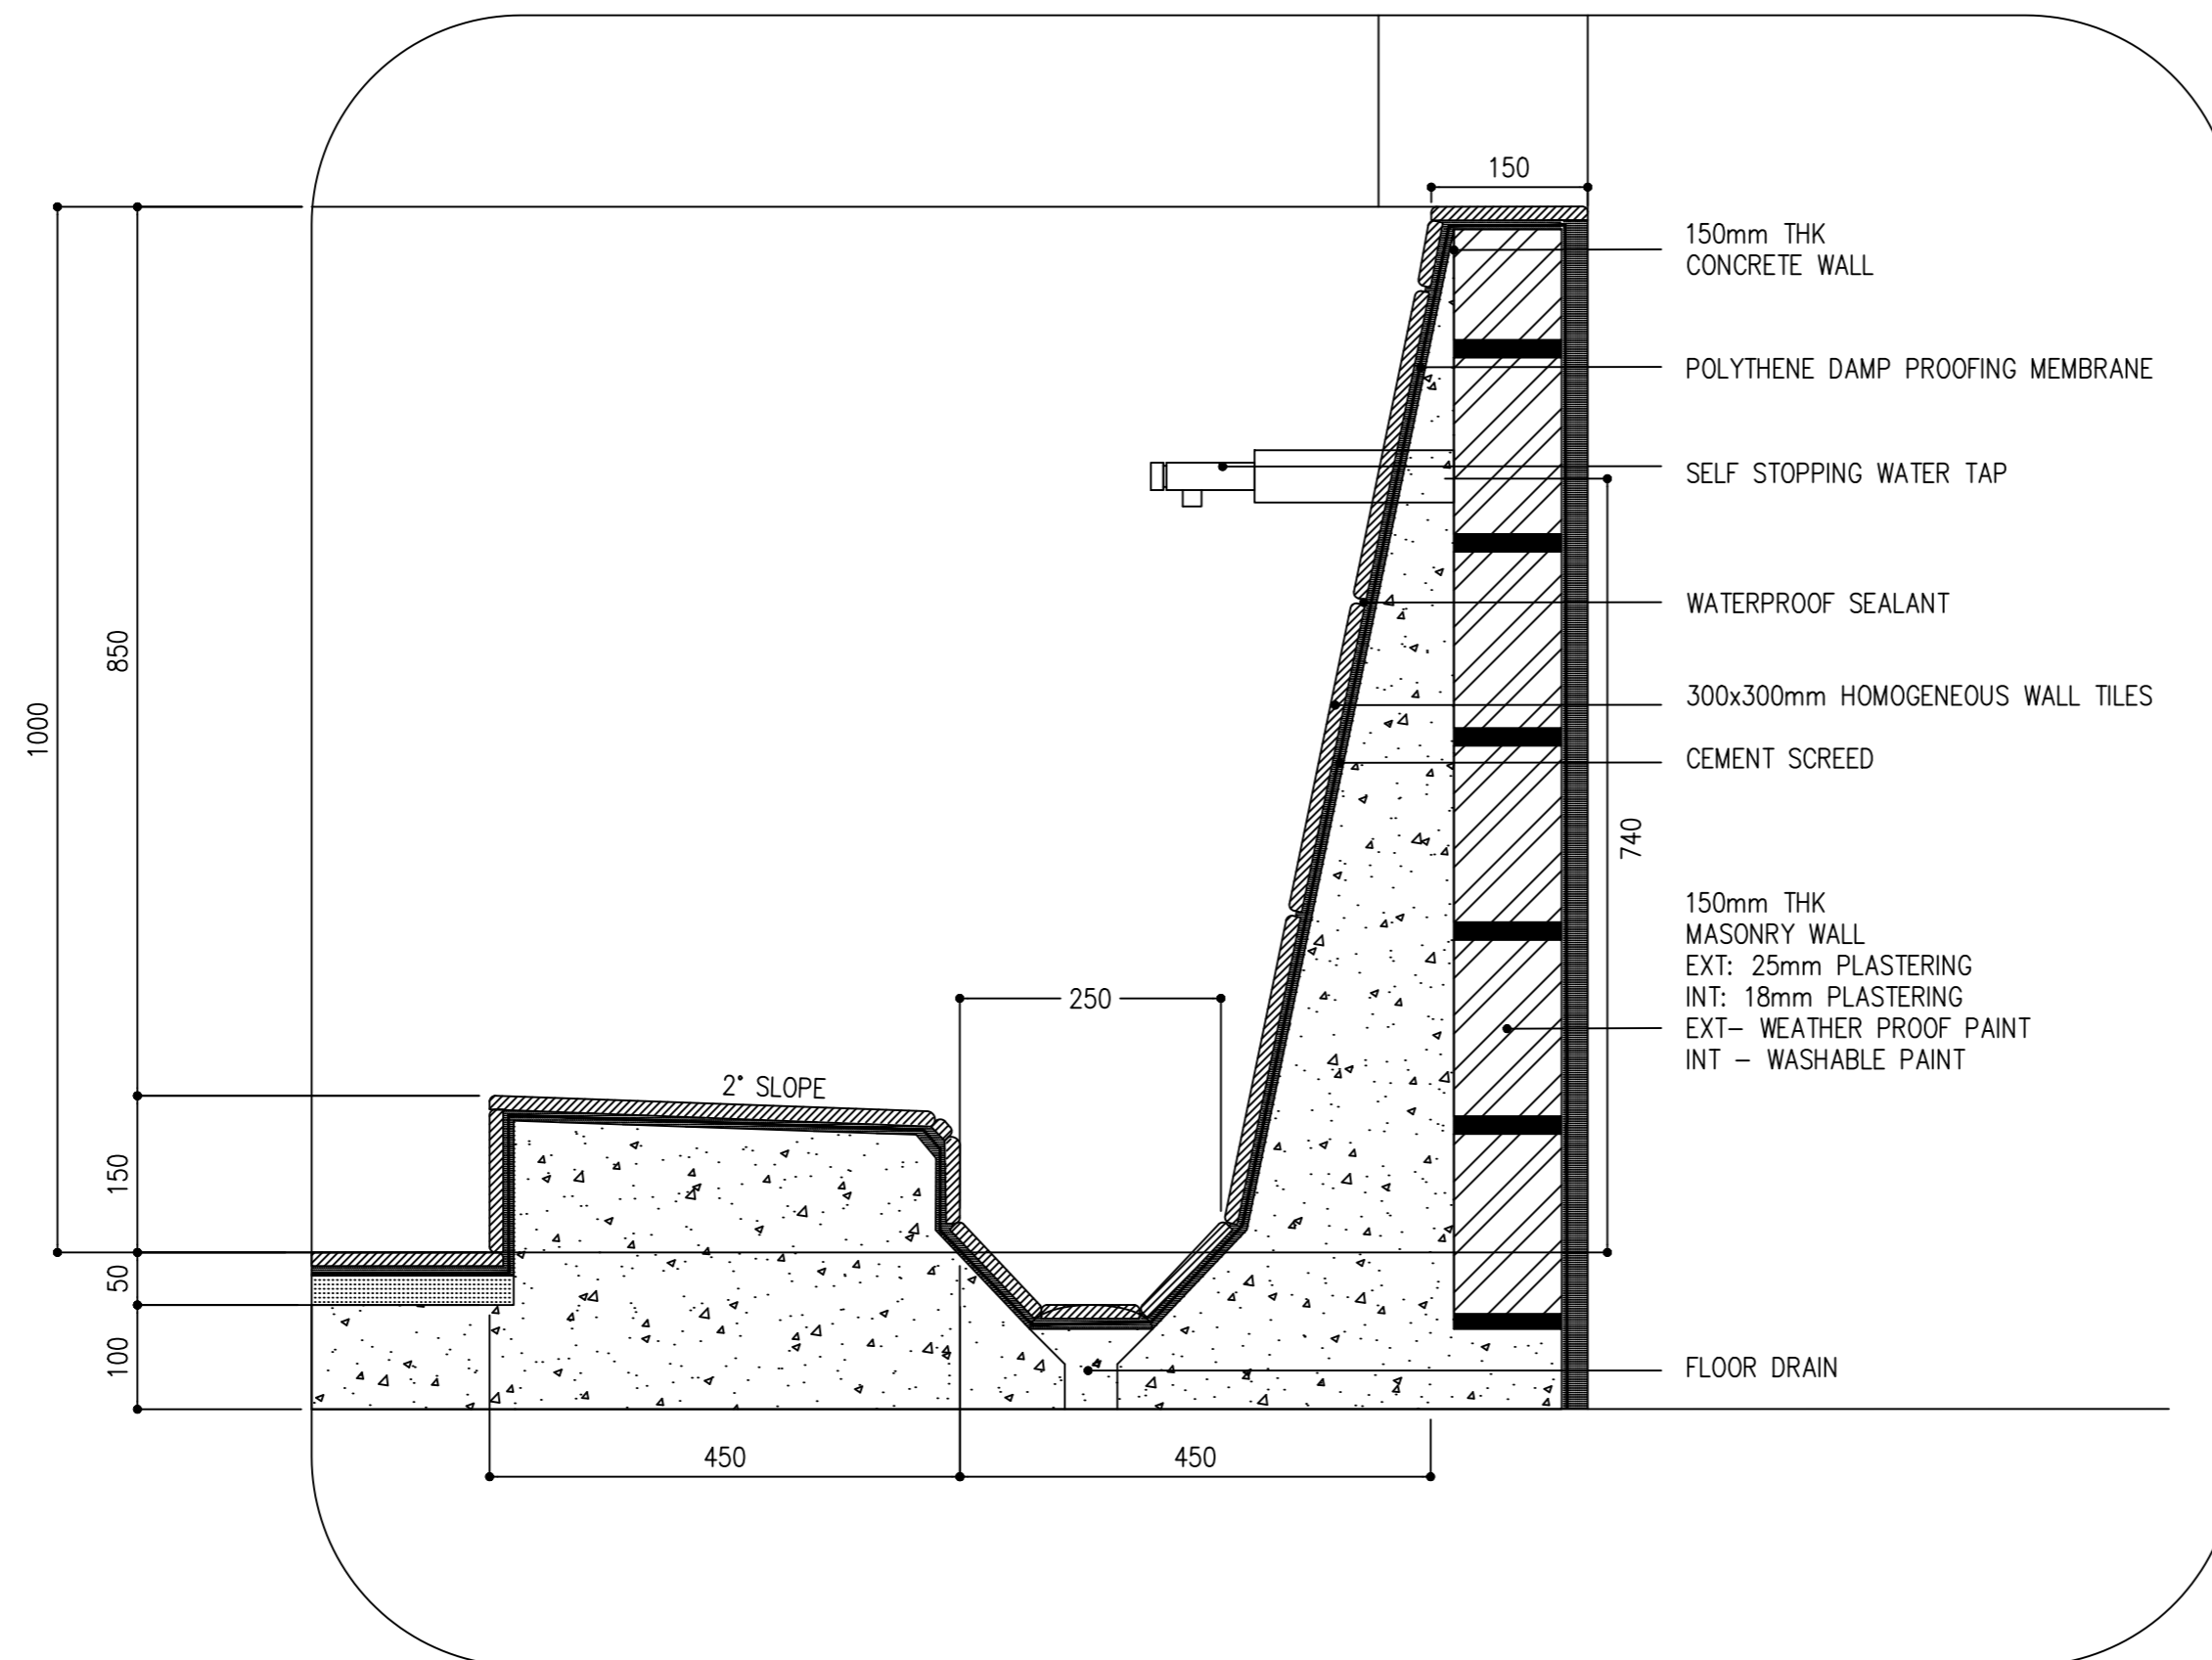 150
150mm THK
CONCRETE WALL
POLYTHENE DAMP PROOFING MEMBRANE
SELF STOPPING WATER TAP
WATERPROOF SEALANT
850
300x300mm HOMOGENEOUS WALL TILES
1000
CEMENT SCREED
740
150mm THK
MASONRY WALL
EXT: 25mm PLASTERING
INT: 18mm PLASTERING
EXT- WEATHER PROOF PAINT
INT - WASHABLE PAINT
250
2° SLOPE
150
50
100
FLOOR DRAIN
450
450